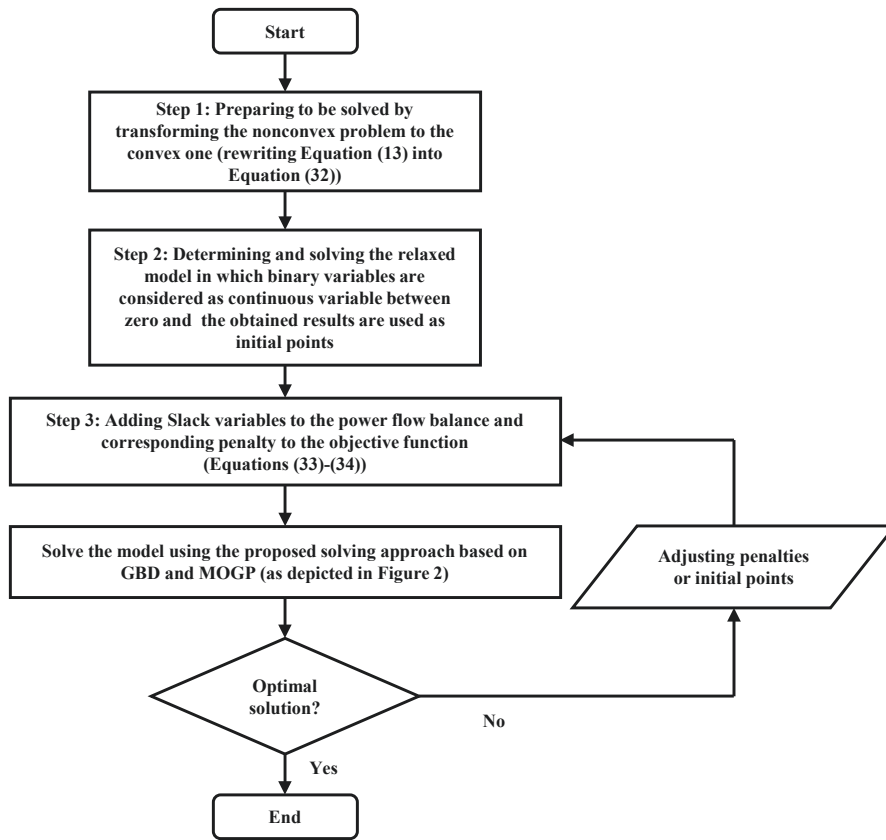 Start
Step 1: Preparing to be solved by
transforming the nonconvex problem to the
convex one (rewriting Equation (13) into
Equation (32))
Step 2: Determining and solving the relaxed
model in which binary variables are
considered as continuous variable between
zero and the obtained results are used as
initial points
Step 3: Adding Slack variables to the power flow balance and
corresponding penalty to the objective function
(Equations (33)-(34))
Solve the model using the proposed solving approach based on
GBD and MOGP (as depicted in Figure 2)
Adjusting penalties
or initial points
Optimal
solution?
No
Yes
End